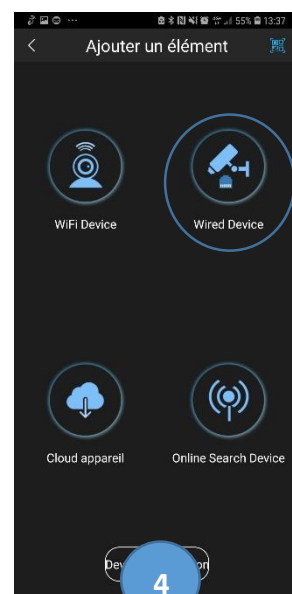 55% 13:37
Ajouter un élément
WiFi Device
Wired Device
Cloud appareil
Online Search Device
4